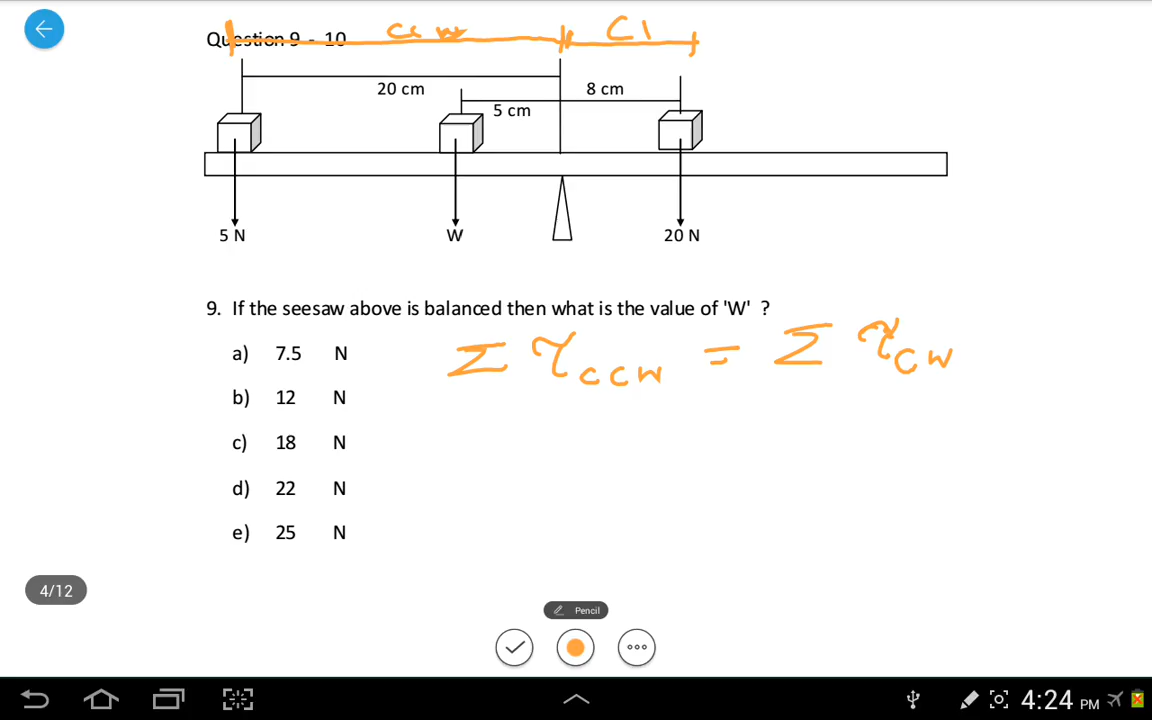 Question 9 - 10
CCW CL
20 cm 8 cm
5 cm
5 N W 20 N
9. If the seesaw above is balanced then what is the value of 'W' ?
a) 7.5 N
Σ τCCW = Σ τCW
b) 12 N
c) 18 N
d) 22 N
e) 25 N
4/12
Pencil
4:24 PM